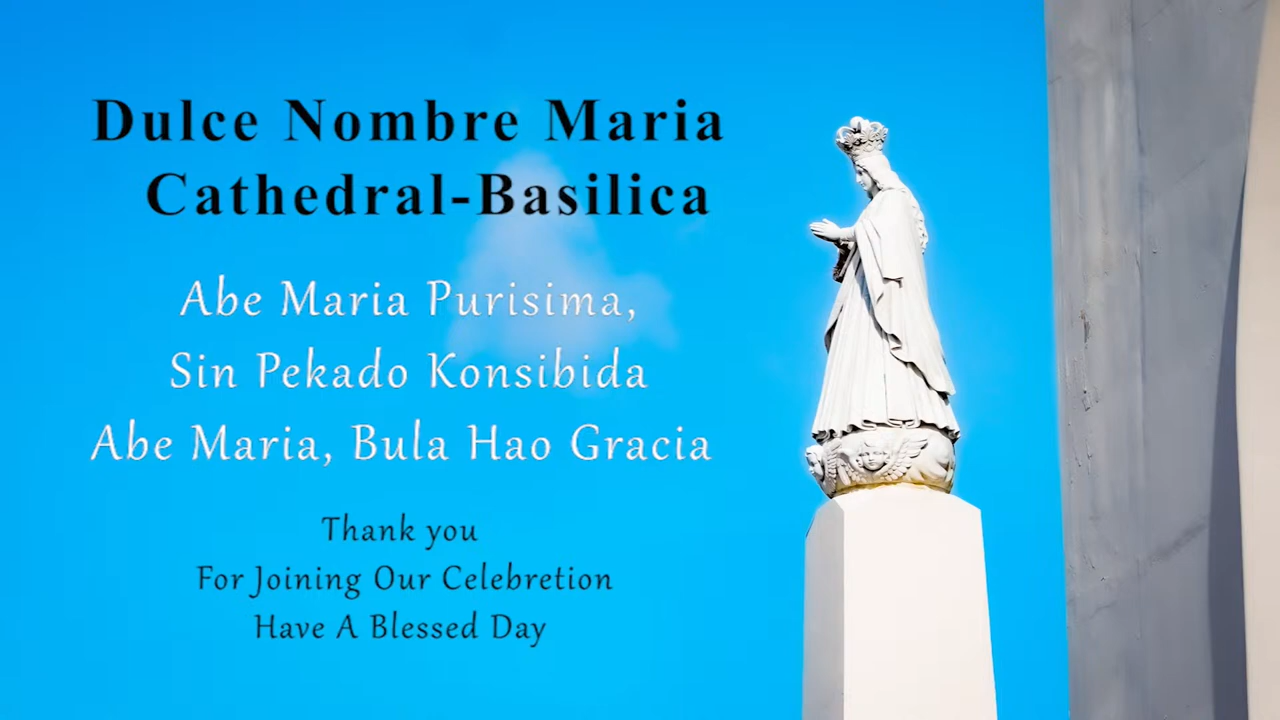 Dulce Nombre Maria
Cathedral-Basilica
Abe Maria Purisima,
Sin Pekado Konsibida
Abe Maria, Bula Hao Gracia
Thank you
For Joining Our Celebretion
Have A Blessed Day